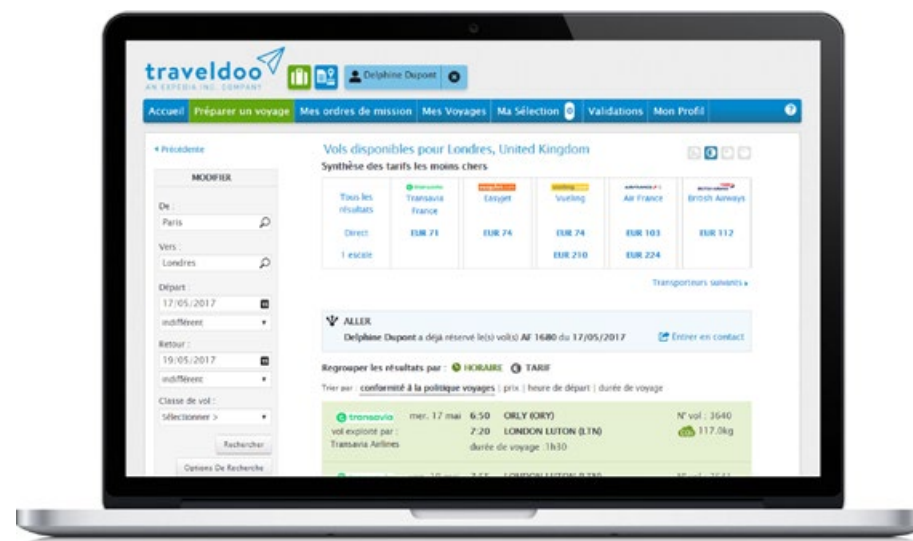 traveldoo
AN EXPEDIA INC. COMPANY
Delphine Dupont
Accueil Préparer un voyage Mes ordres de mission Mes Voyages Ma Sélection 0 Validations Mon Profil ?
Précédente
MODIFIER
De :
Paris
Vers :
Londres
Départ :
17/05/2017
indifférent
Retour :
19/05/2017
indifférent
Classe de vol :
Sélectionner >
Rechercher
Options De Recherche
Vols disponibles pour Londres, United Kingdom
Synthèse des tarifs les moins chers
Tous les résultats Transavia France Easyjet Vueling Air France British Airways
Direct EUR 71 EUR 74 EUR 74 EUR 103 EUR 112
1 escale EUR 210 EUR 224
Transporteurs suivants
ALLER
Delphine Dupont a déjà réservé le(s) vol(s) AF 1680 du 17/05/2017 Entrer en contact
Regrouper les résultats par : HORAIRE TARIF
Trier par : conformité à la politique voyages | prix | heure de départ | durée de voyage
transavia mer. 17 mai 6:50 ORLY (ORY) N° vol : 3640
vol exploité par : 7:20 LONDON LUTON (LTN) 117.0kg
Transavia Airlines durée de voyage :1h30